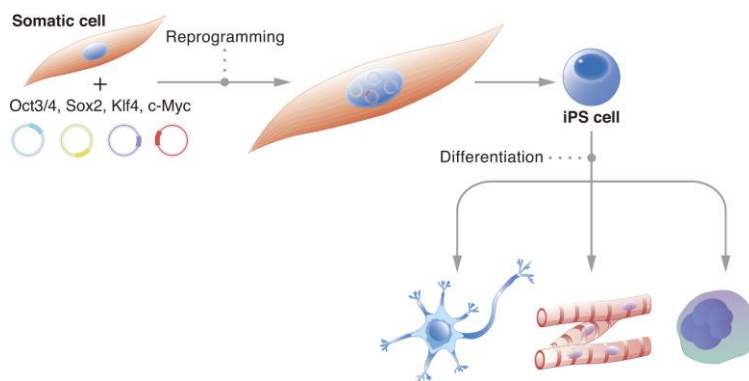 Somatic cell
Reprogramming
+
Oct3/4, Sox2, Klf4, c-Myc
iPS cell
Differentiation